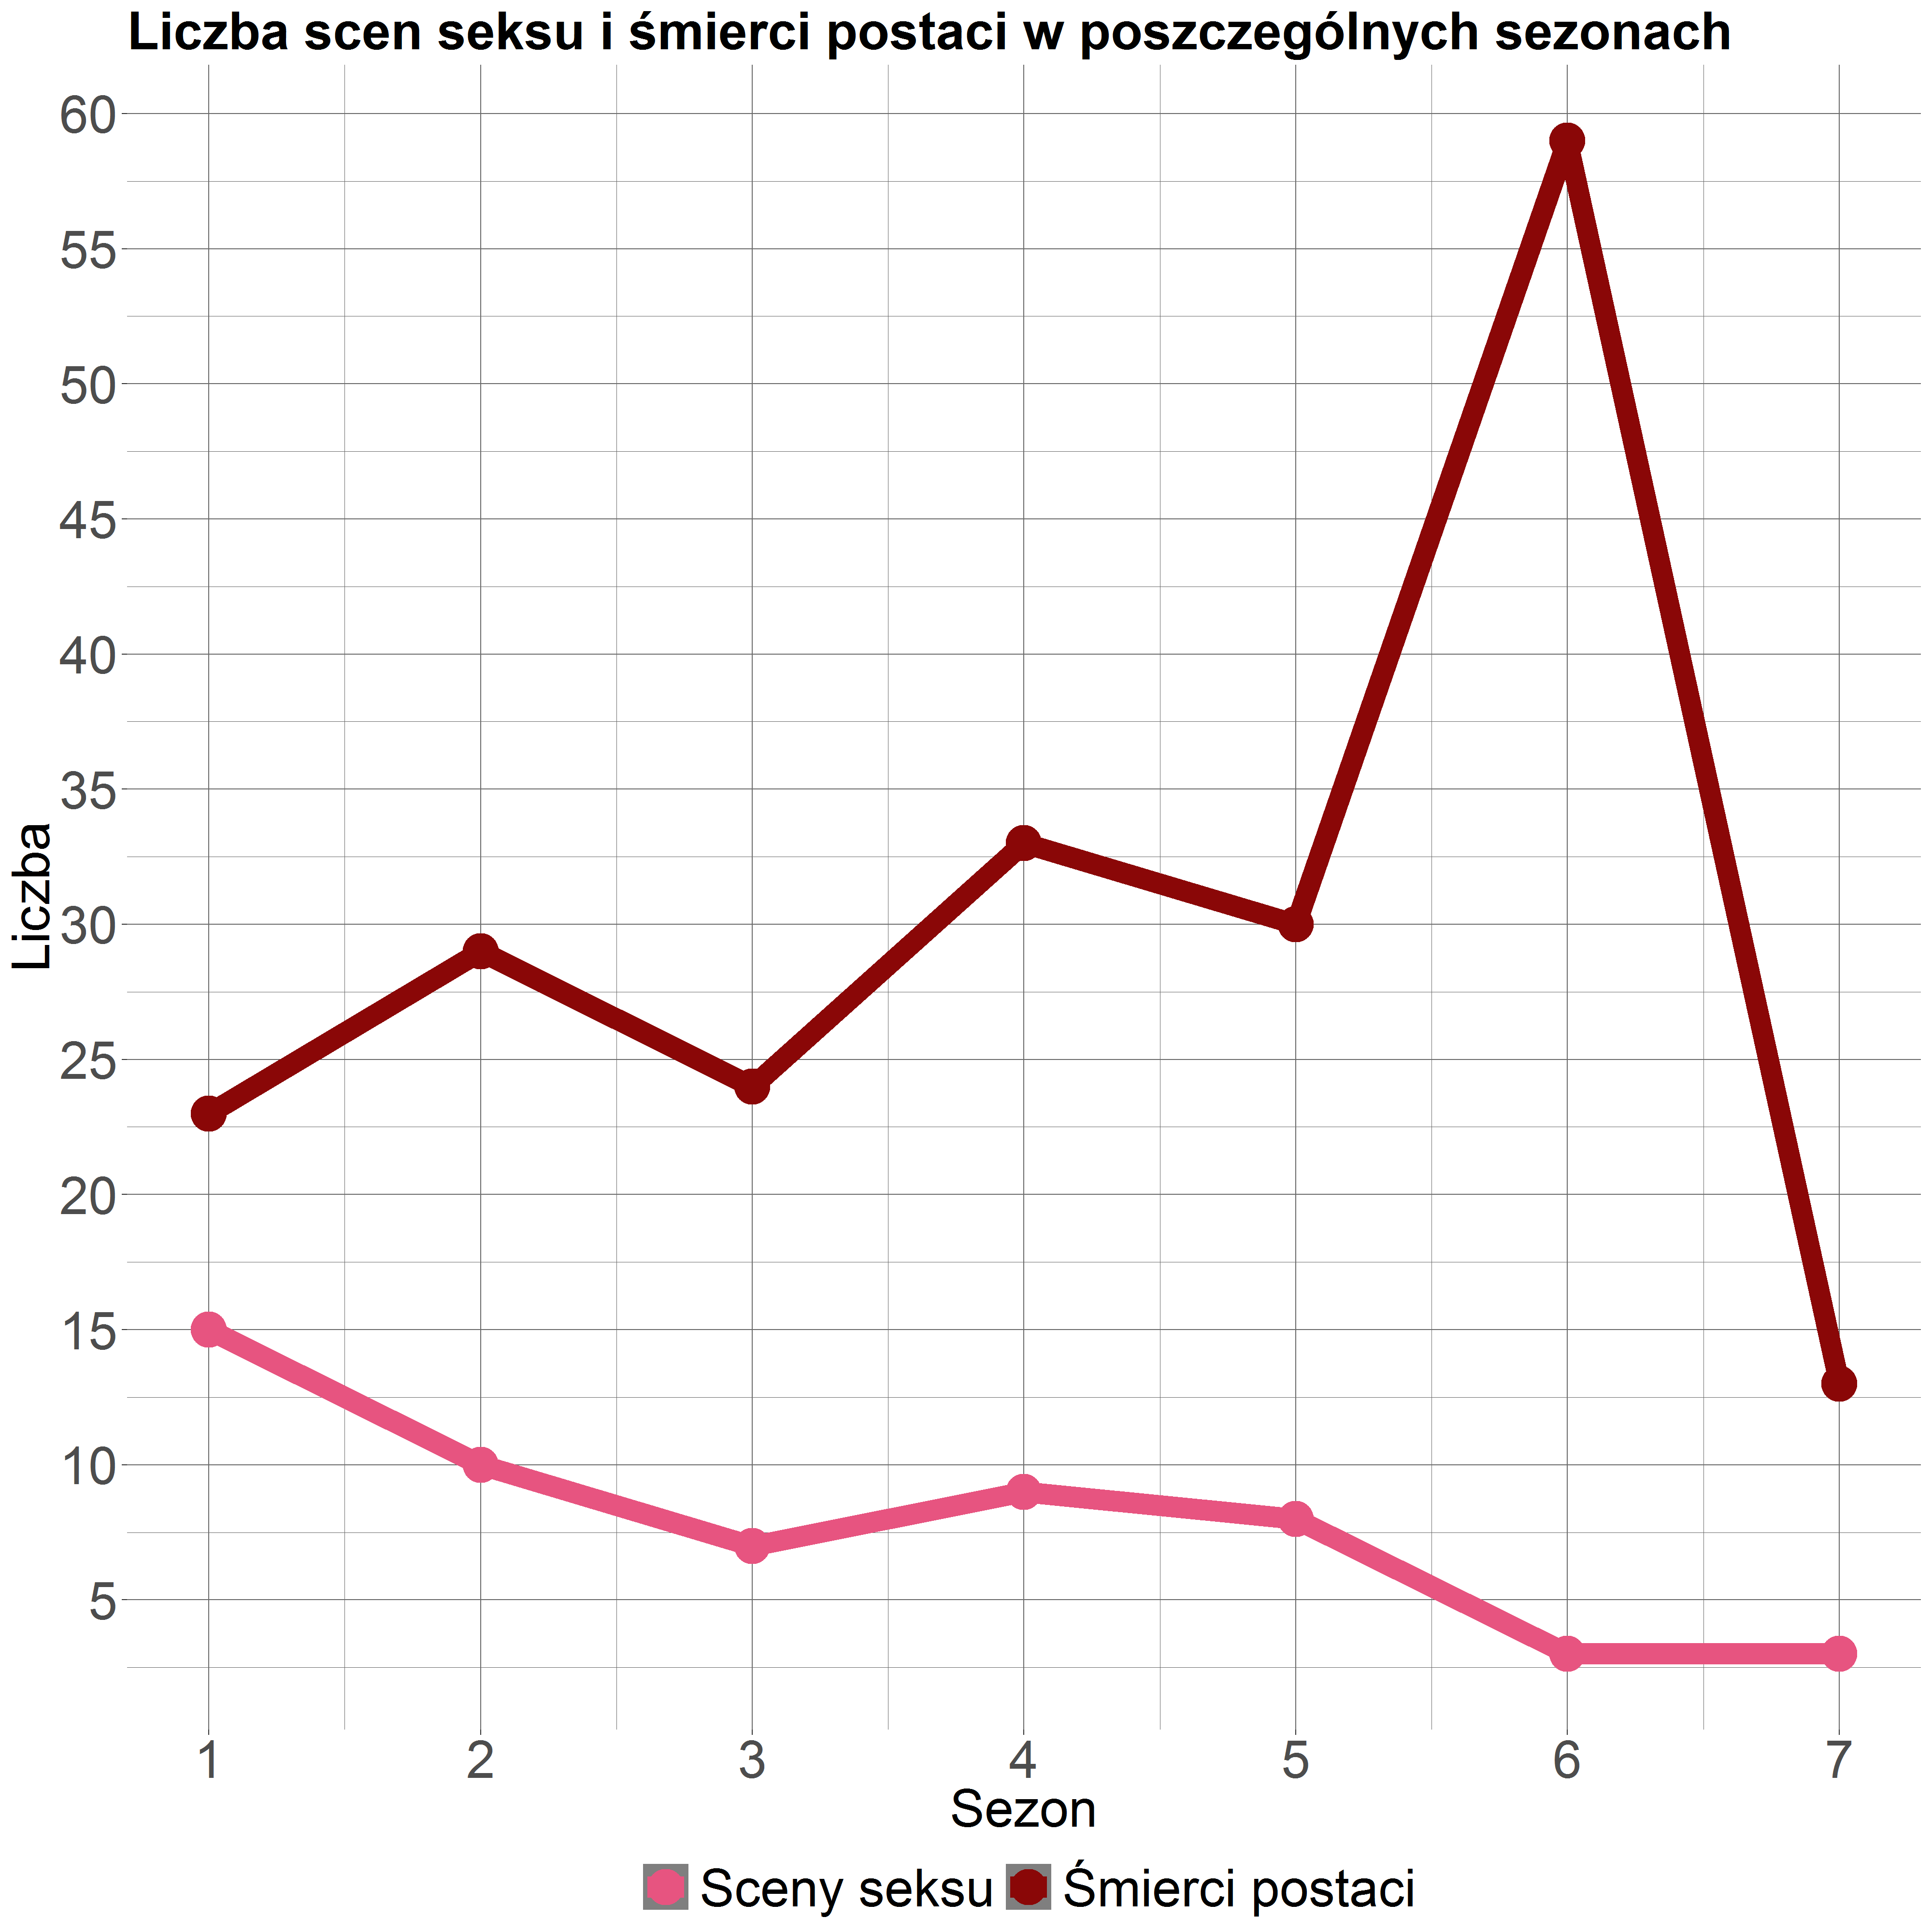 Liczba scen seksu i śmierci postaci w poszczególnych sezonach
60
55
50
45
40
35
30
25
20
15
10
5
Liczba
1 2 3 4 5 6 7
Sezon
Sceny seksu Śmierci postaci